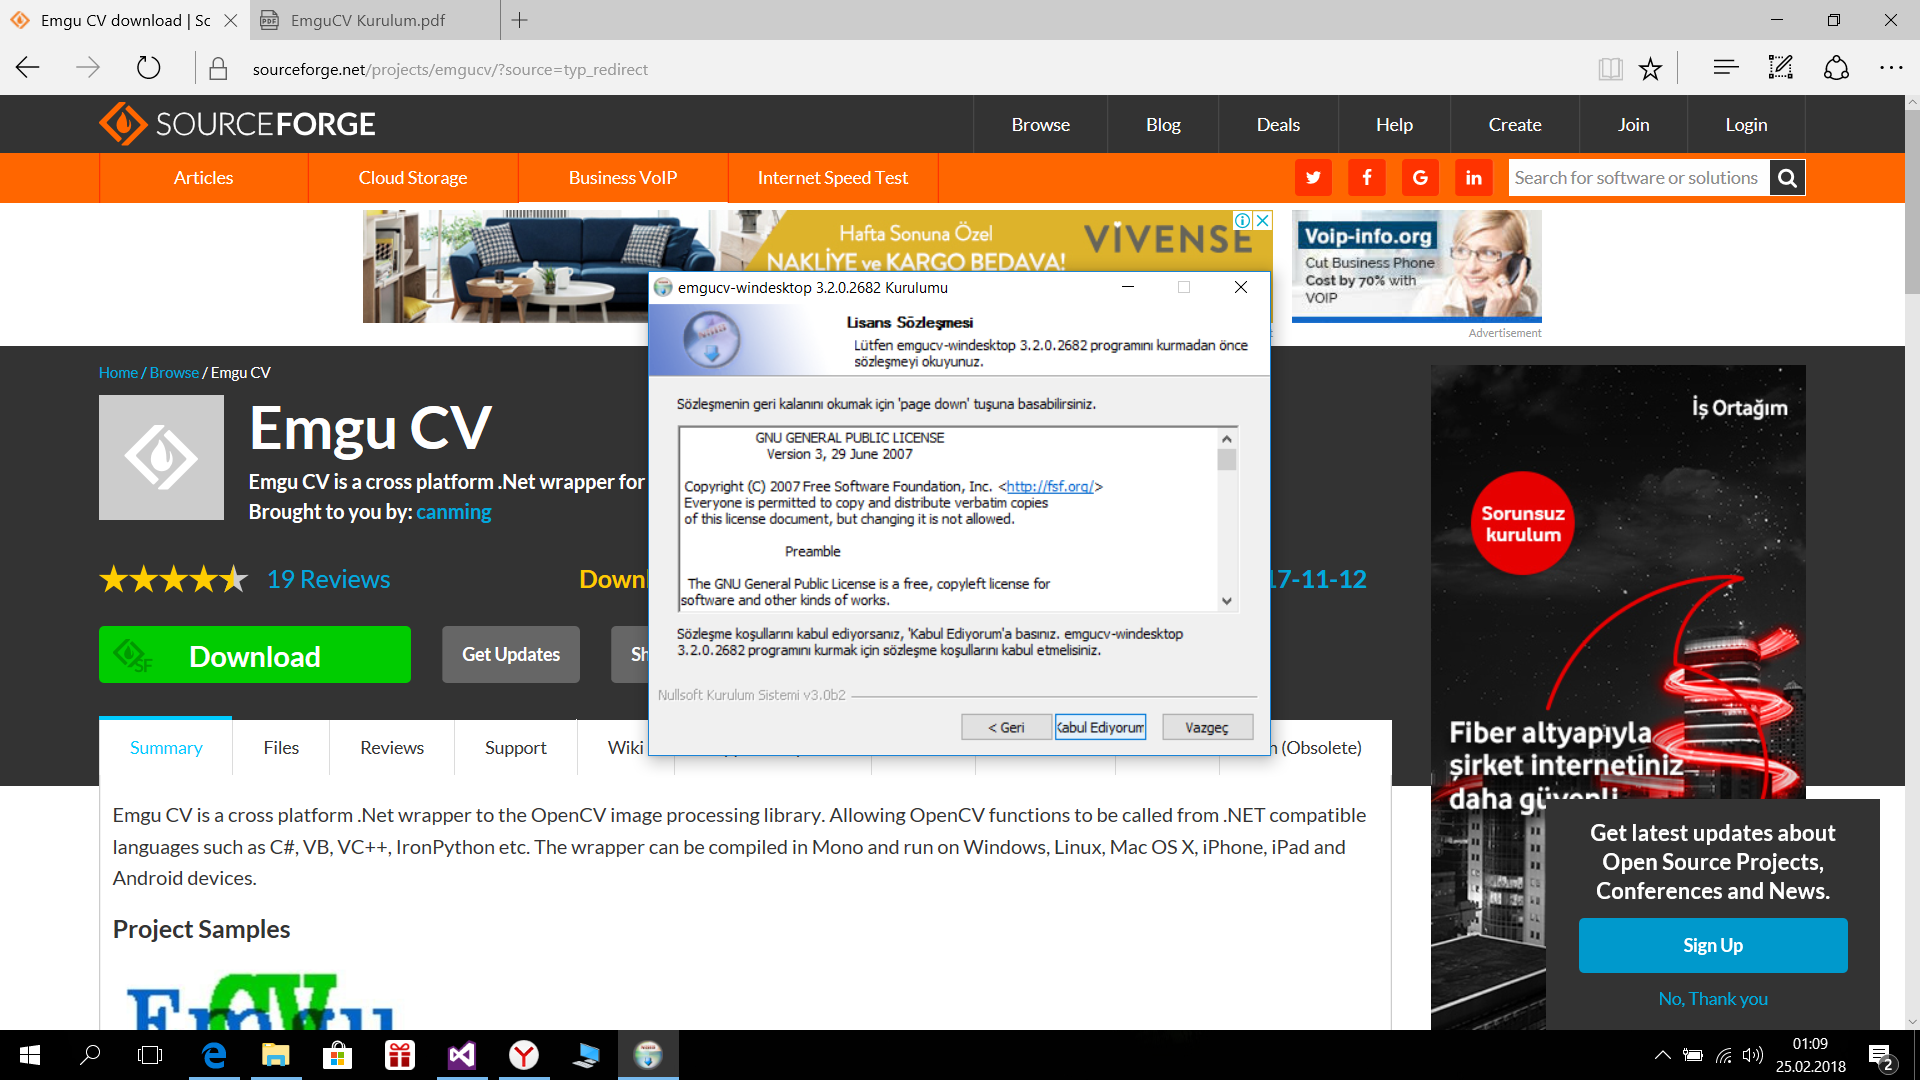 Emgu CV download | Sc
EmguCV Kurulum.pdf
sourceforge.net/projects/emgucv/?source=typ_redirect
SOURCEFORGE
Browse
Blog
Deals
Help
Create
Join
Login
Articles
Cloud Storage
Business VoIP
Internet Speed Test
Search for software or solutions
Hafta Sonuna Özel
NAKLİYE ve KARGO BEDAVA!
VİVENSE
Voip-info.org
Cut Business Phone
Cost by 70% with
VOIP
Advertisement
emgucv-windesktop 3.2.0.2682 Kurulumu
Lisans Sözleşmesi
Lütfen emgucv-windesktop 3.2.0.2682 programını kurmadan önce
sözleşmeyi okuyunuz.
Sözleşmenin geri kalanını okumak için 'page down' tuşuna basabilirsiniz.
GNU GENERAL PUBLIC LICENSE
Version 3, 29 June 2007
Copyright (C) 2007 Free Software Foundation, Inc. <http://fsf.org/>
Everyone is permitted to copy and distribute verbatim copies
of this license document, but changing it is not allowed.
Preamble
The GNU General Public License is a free, copyleft license for
software and other kinds of works.
Sözleşme koşullarını kabul ediyorsanız, 'Kabul Ediyorum'a basınız. emgucv-windesktop
3.2.0.2682 programını kurmak için sözleşme koşullarını kabul etmelisiniz.
Nullsoft Kurulum Sistemi v3.0b2
< Geri
Kabul Ediyorum
Vazgeç
Home / Browse / Emgu CV
Emgu CV
Emgu CV is a cross platform .Net wrapper for
Brought to you by: canming
19 Reviews
Downl
17-11-12
SF
Download
Get Updates
Sh
Summary
Files
Reviews
Support
Wiki
n (Obsolete)
Emgu CV is a cross platform .Net wrapper to the OpenCV image processing library. Allowing OpenCV functions to be called from .NET compatible
languages such as C#, VB, VC++, IronPython etc. The wrapper can be compiled in Mono and run on Windows, Linux, Mac OS X, iPhone, iPad and
Android devices.
Project Samples
Emgu CV
İş Ortağım
Sorunsuz
kurulum
Fiber altyapıyla
şirket internetiniz
daha güvenli
Get latest updates about
Open Source Projects,
Conferences and News.
Sign Up
No, Thank you
01:09
25.02.2018
2